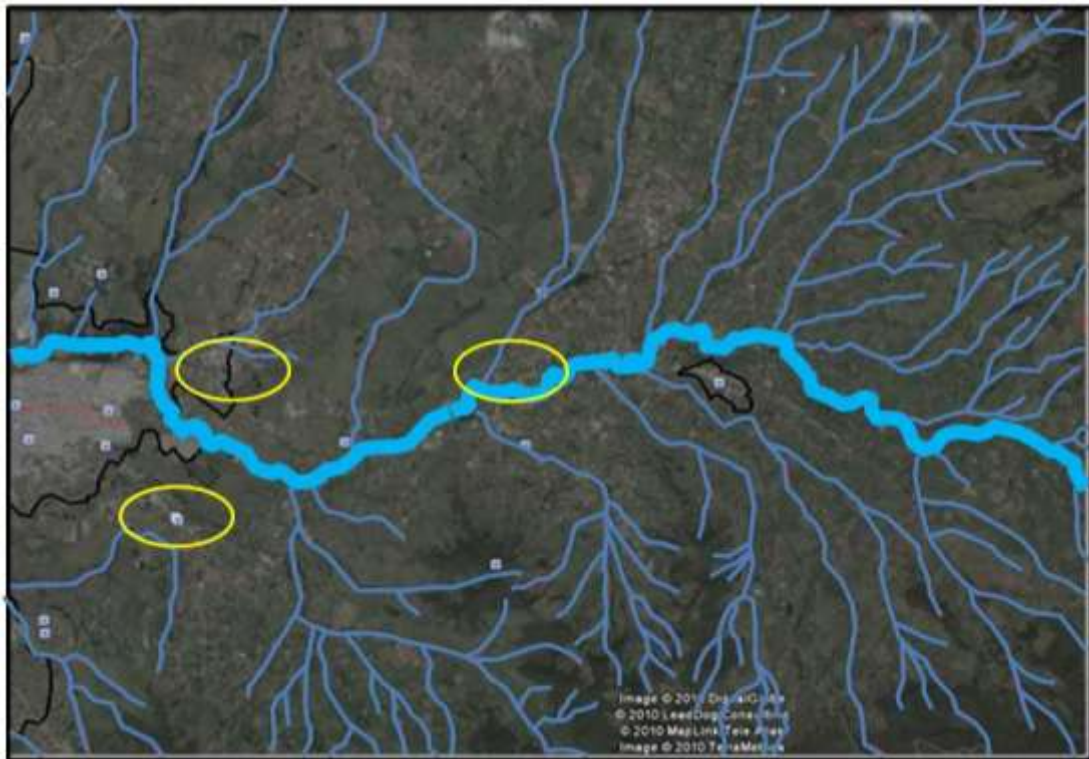 Image © 2010 DigitalGlobe
© 2010 LeadDog Consulting
© 2010 MapLink Tele Atlas
Image © 2010 TerraMetrics